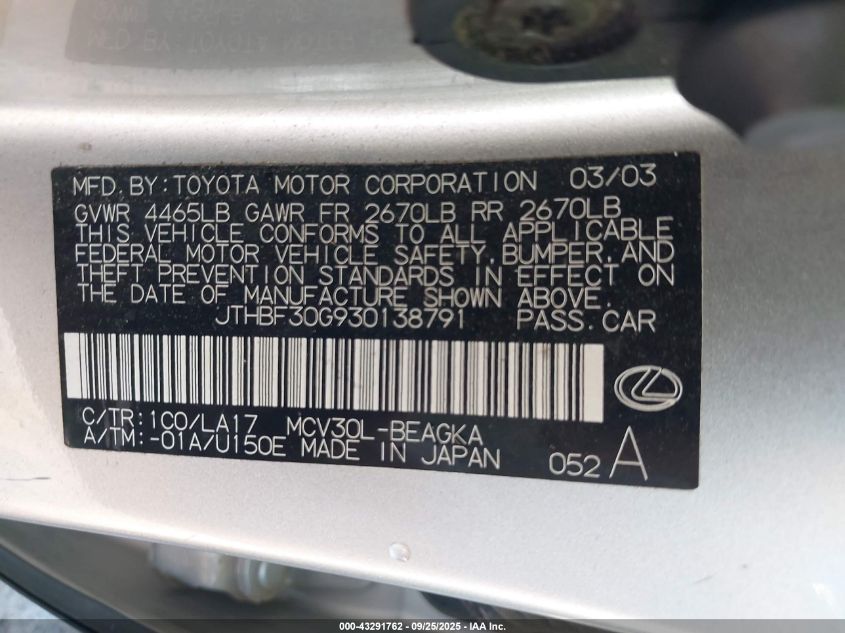 MFD. BY: TOYOTA MOTOR CORPORATION 03/03
GVWR 4465LB GAWR FR 2670LB RR 2670LB
THIS VEHICLE CONFORMS TO ALL APPLICABLE
FEDERAL MOTOR VEHICLE SAFETY, BUMPER, AND
THEFT PREVENTION STANDARDS IN EFFECT ON
THE DATE OF MANUFACTURE SHOWN ABOVE.
JTHBF30G930138791 PASS. CAR
C/TR: 1C0/LA17 MCV30L-BEAGKA
A/TM: -01A/U150E MADE IN JAPAN
052 A
000-43291762 - 09/25/2025 - IAA Inc.